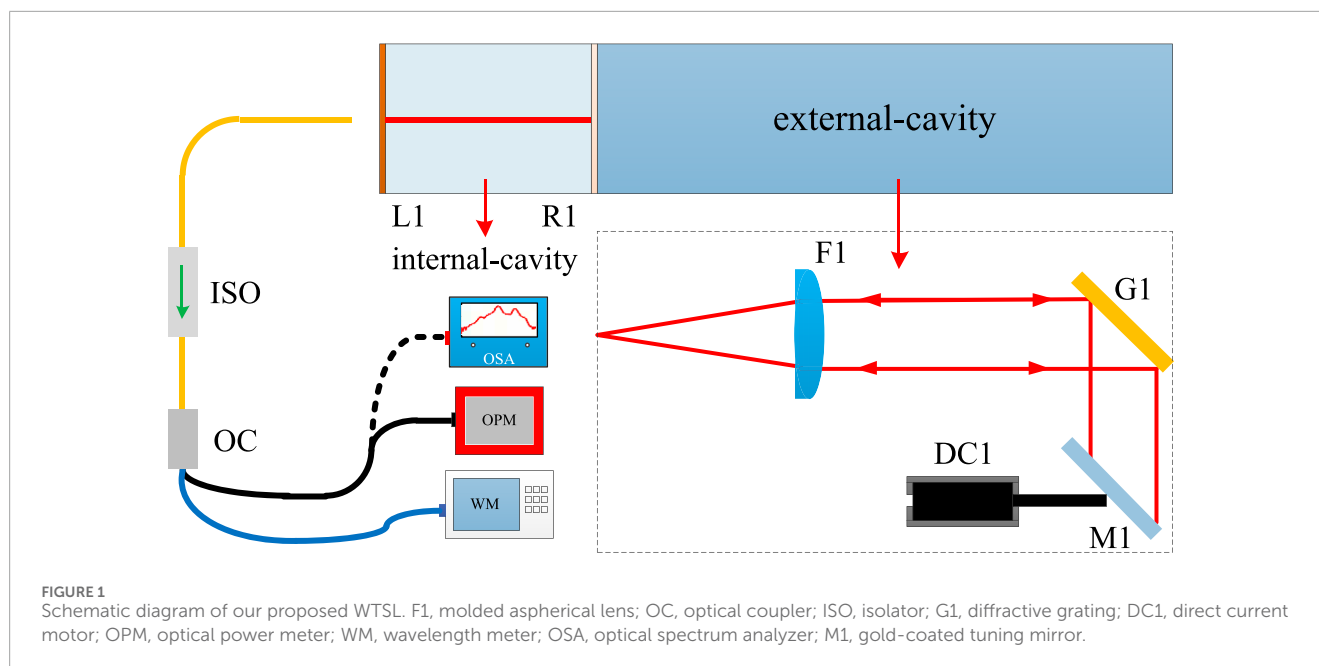 external-cavity
L1
R1
internal-cavity
F1
G1
ISO
OSA
OPM
OC
DC1
WM
M1
FIGURE 1
Schematic diagram of our proposed WTSL. F1, molded aspherical lens; OC, optical coupler; ISO, isolator; G1, diffractive grating; DC1, direct current
motor; OPM, optical power meter; WM, wavelength meter; OSA, optical spectrum analyzer; M1, gold-coated tuning mirror.